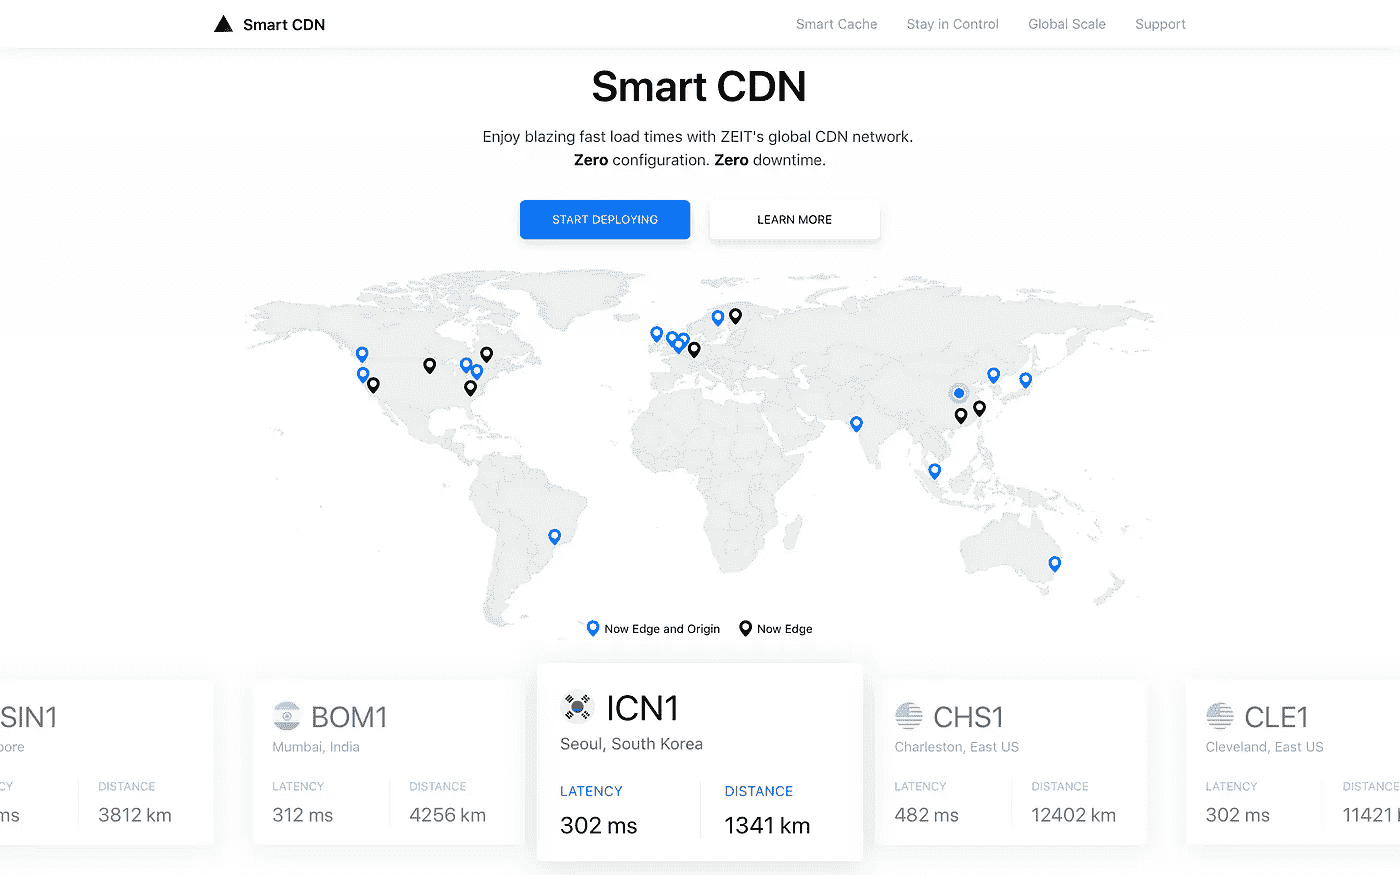 Smart CDN
Smart Cache Stay in Control Global Scale Support
Smart CDN
Enjoy blazing fast load times with ZEIT's global CDN network.
Zero configuration. Zero downtime.
START DEPLOYING LEARN MORE
Now Edge and Origin Now Edge
SIN1
pore
CY DISTANCE
ms 3812 km
BOM1
Mumbai, India
LATENCY DISTANCE
312 ms 4256 km
ICN1
Seoul, South Korea
LATENCY DISTANCE
302 ms 1341 km
CHS1
Charleston, East US
LATENCY DISTANCE
482 ms 12402 km
CLE1
Cleveland, East US
LATENCY DISTANCE
302 ms 11421